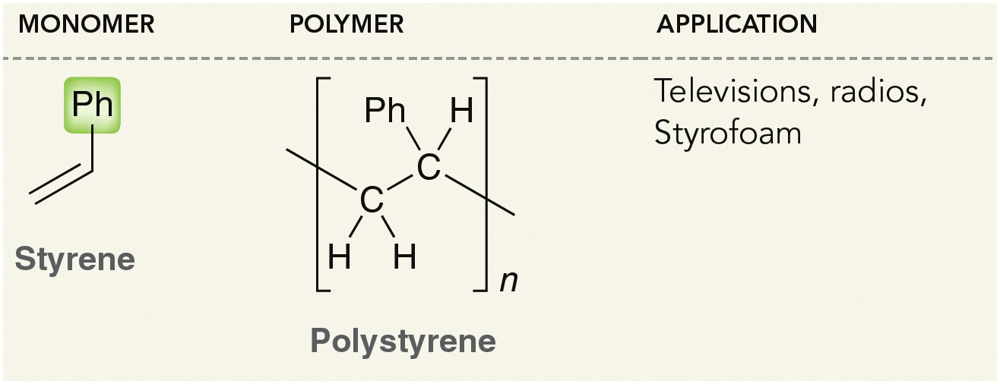 MONOMER POLYMER APPLICATION
Ph
Styrene
Ph H
C
C
H H
n
Polystyrene
Televisions, radios,
Styrofoam